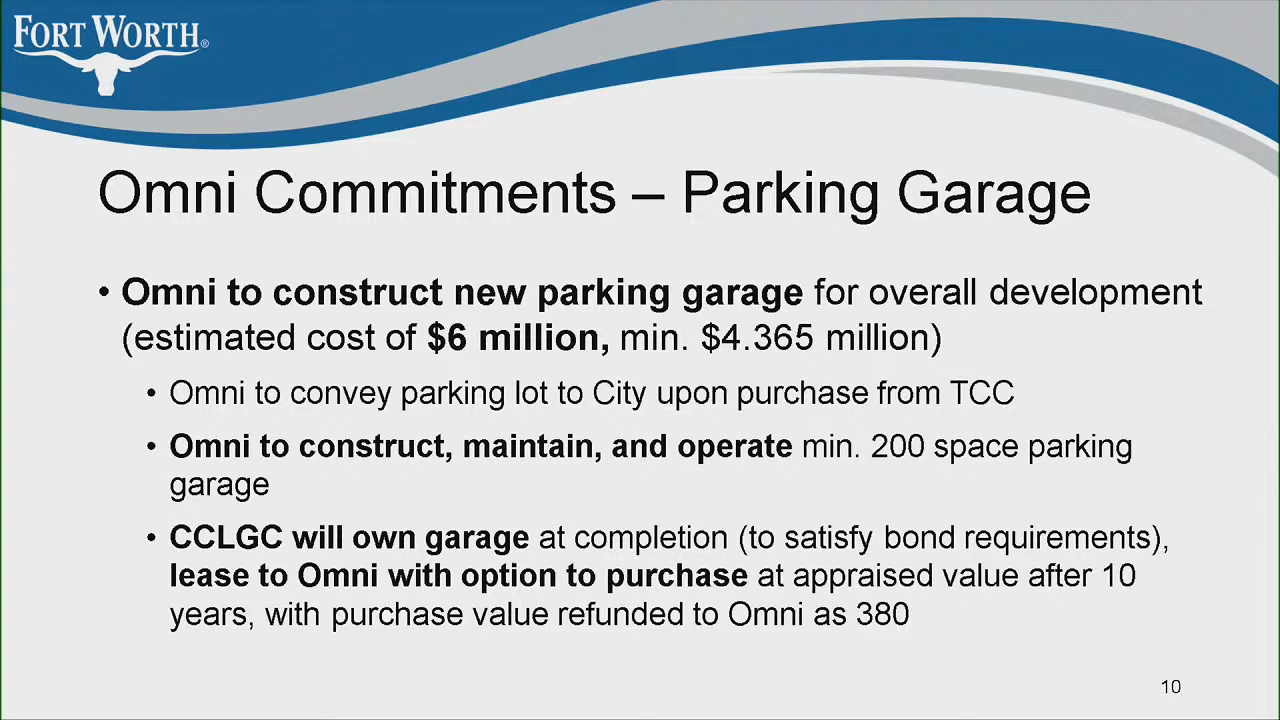 FORT WORTH®
Omni Commitments – Parking Garage
• Omni to construct new parking garage for overall development
(estimated cost of $6 million, min. $4.365 million)
• Omni to convey parking lot to City upon purchase from TCC
• Omni to construct, maintain, and operate min. 200 space parking
garage
• CCLGC will own garage at completion (to satisfy bond requirements),
lease to Omni with option to purchase at appraised value after 10
years, with purchase value refunded to Omni as 380
10